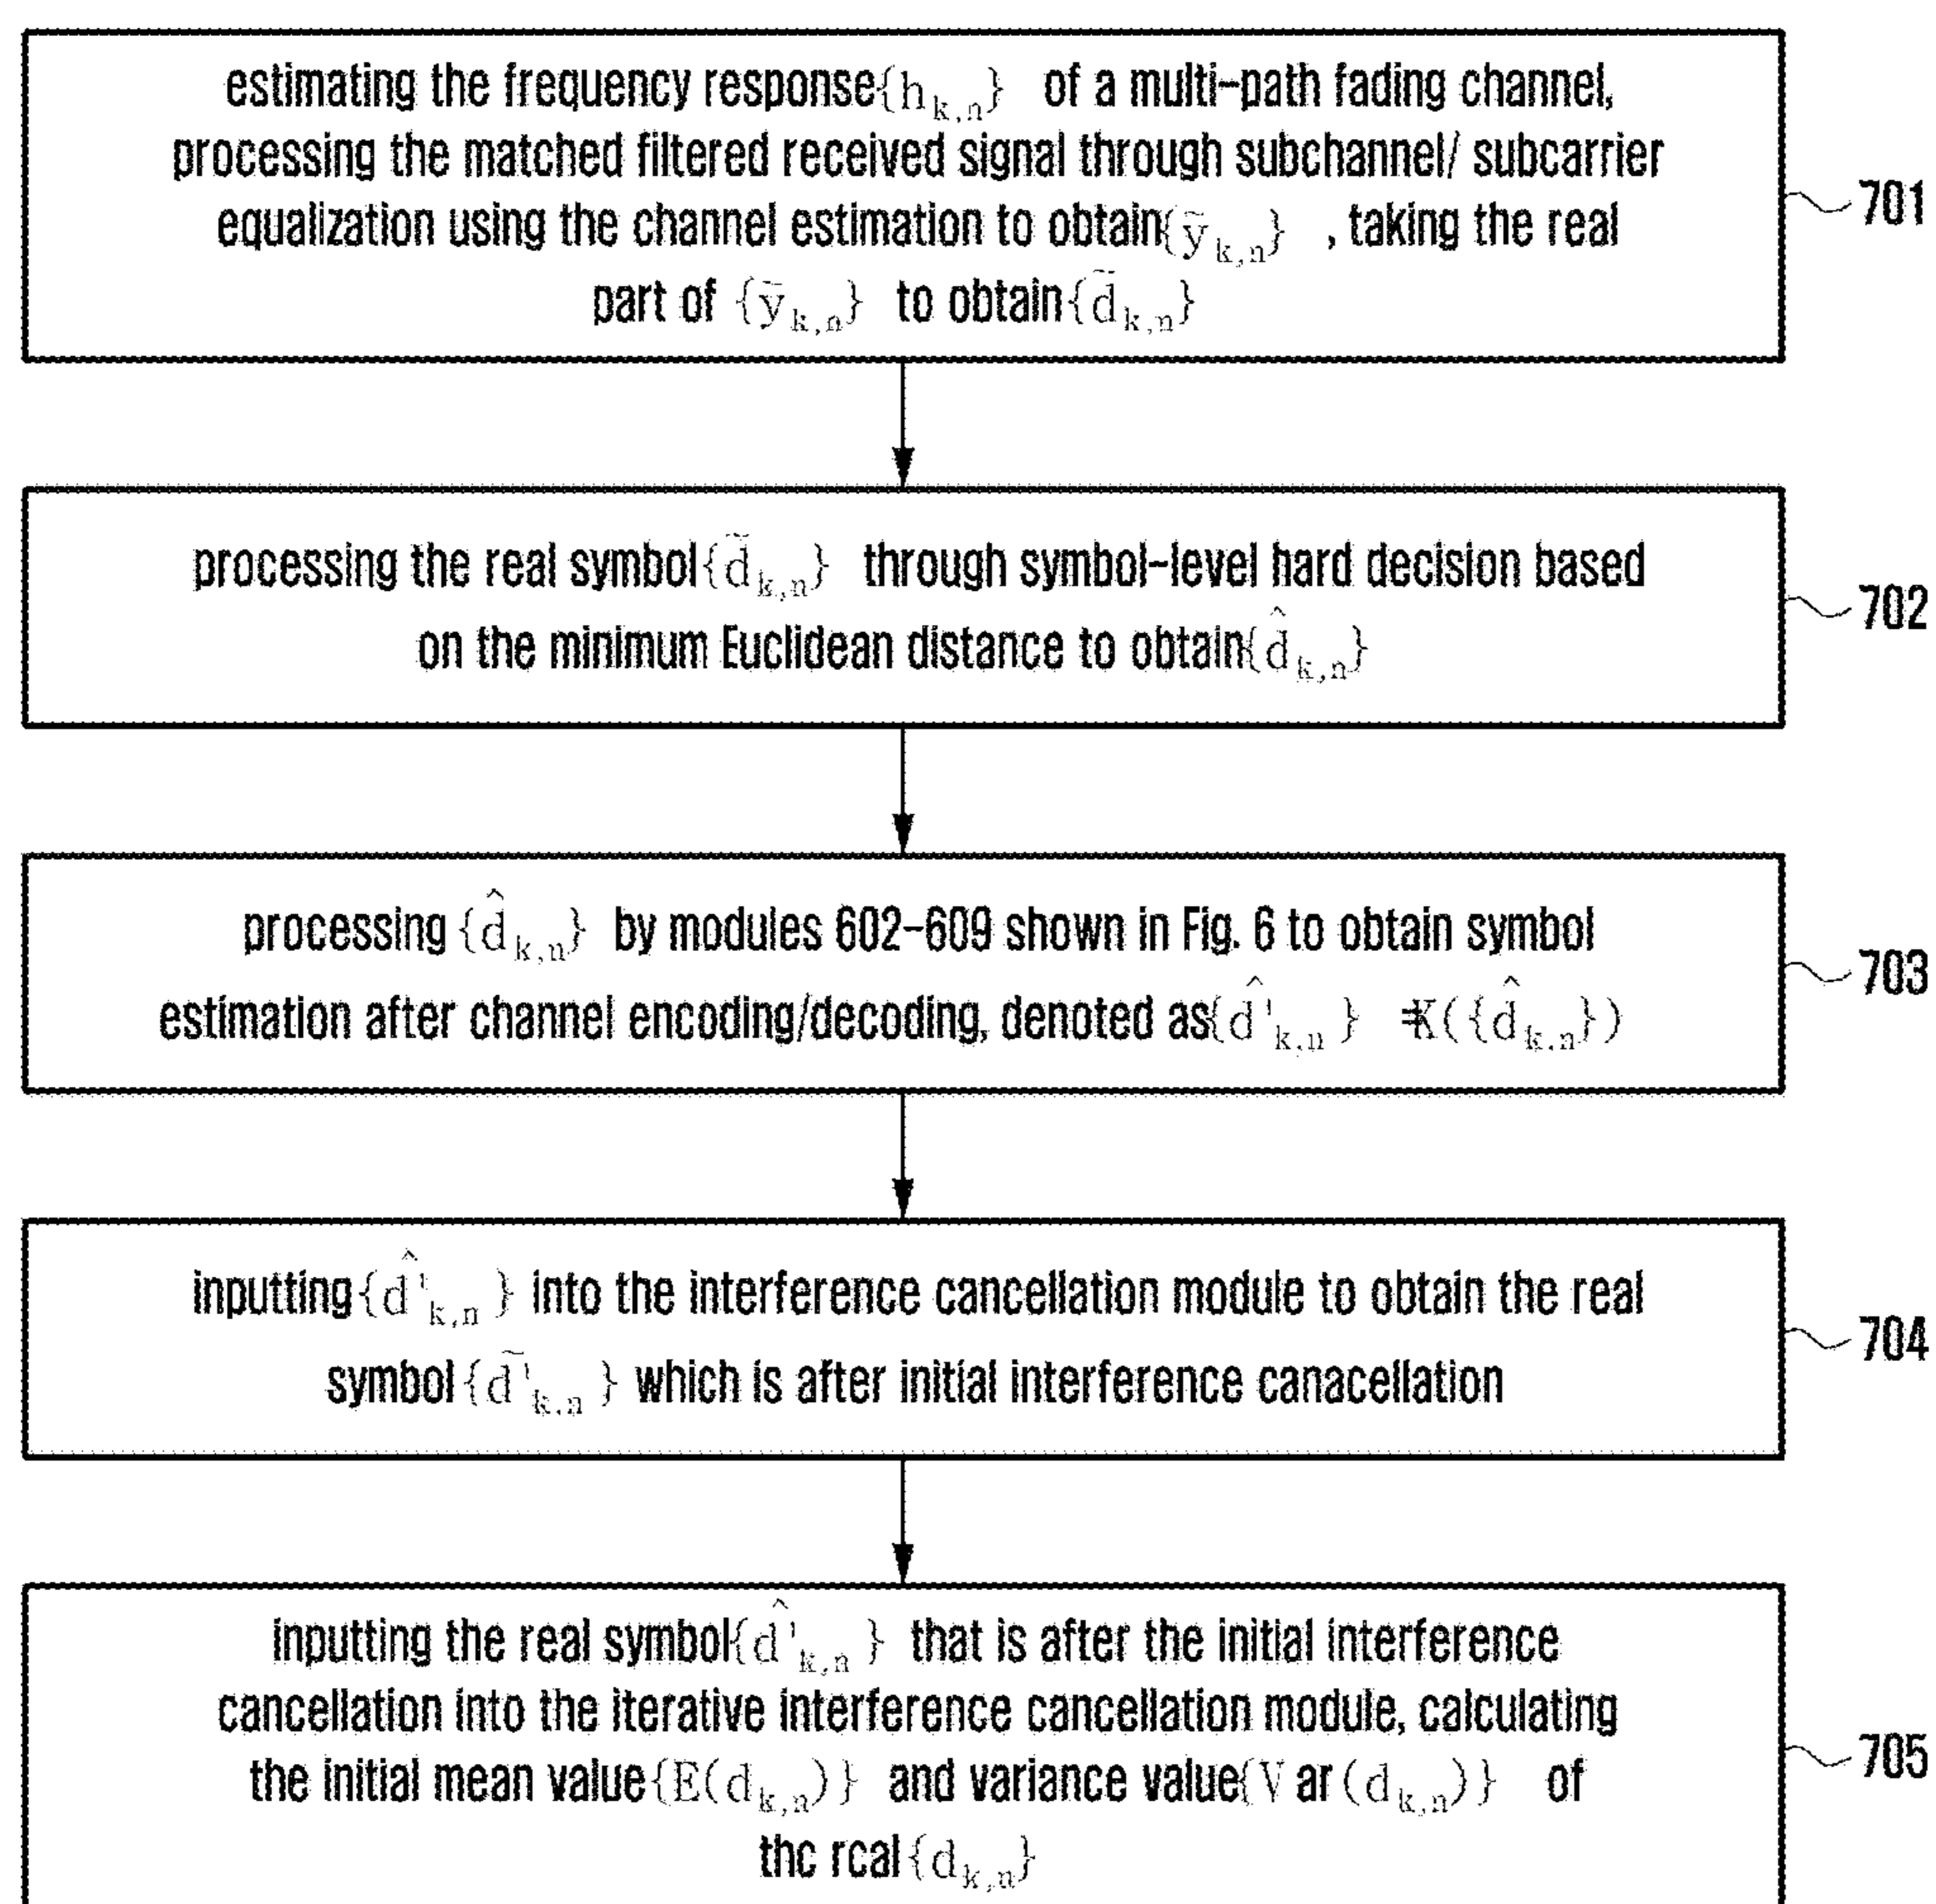 estimating the frequency response{h_k,n} of a multi-path fading channel,
processing the matched filtered received signal through subchannel/ subcarrier
equalization using the channel estimation to obtain{ỹ_k,n} , taking the real
part of {ỹ_k,n} to obtain{d̃_k,n}
701
processing the real symbol{d̃_k,n} through symbol-level hard decision based
on the minimum Euclidean distance to obtain{d̂_k,n}
702
processing {d̂_k,n} by modules 602-609 shown in Fig. 6 to obtain symbol
estimation after channel encoding/decoding, denoted as{d̂'_k,n} =K({d̂_k,n})
703
inputting{d̂'_k,n} into the interference cancellation module to obtain the real
symbol{d̃'_k,n} which is after initial interference canacellation
704
inputting the real symbol{d̂'_k,n} that is after the initial interference
cancellation into the iterative interference cancellation module, calculating
the initial mean value{E(d_k,n)} and variance value{Var(d_k,n)} of
the real{d_k,n}
705